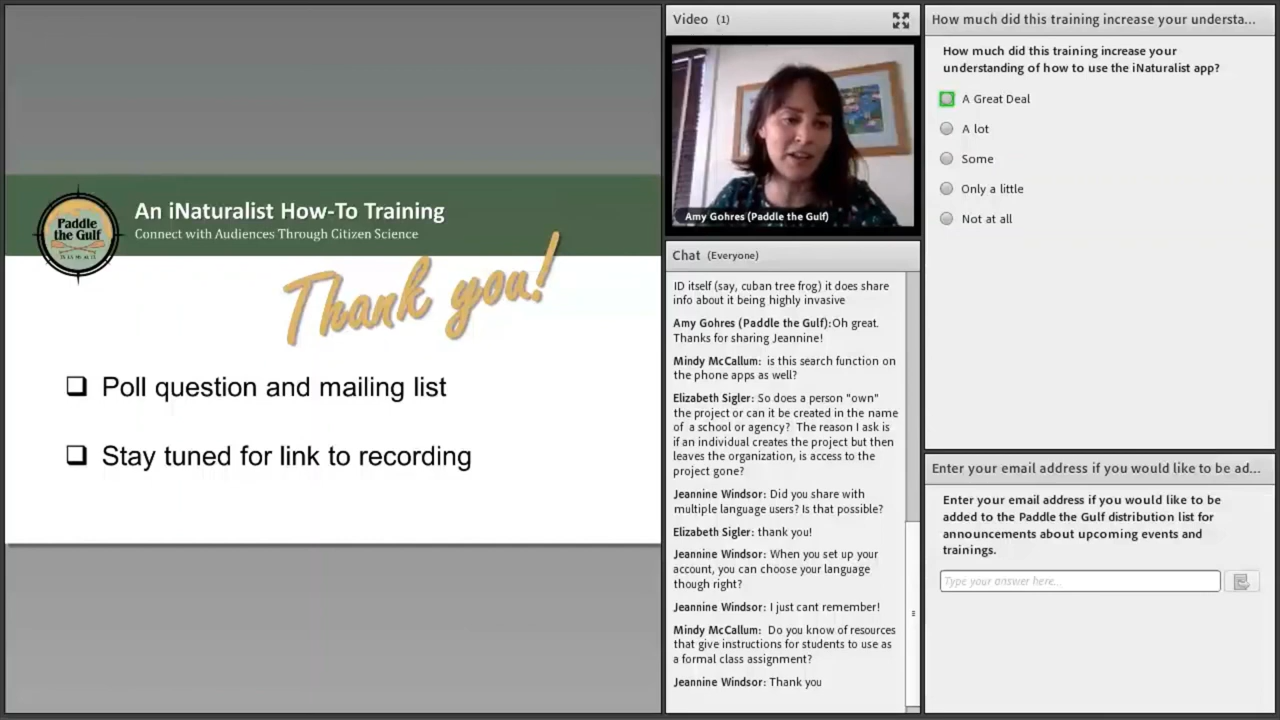 Paddle
the Gulf
An iNaturalist How-To Training
Connect with Audiences Through Citizen Science
Thank you!
Poll question and mailing list
Stay tuned for link to recording
Video (1)
Amy Gohres (Paddle the Gulf)
Chat (Everyone)
ID itself (say, cuban tree frog) it does share
info about it being highly invasive
Amy Gohres (Paddle the Gulf):Oh great.
Thanks for sharing Jeannine!
Mindy McCallum: is this search function on
the phone apps as well?
Elizabeth Sigler: So does a person "own"
the project or can it be created in the name
of a school or agency? The reason I ask is
if an individual creates the project but then
leaves the organization, is access to the
project gone?
Jeannine Windsor: Did you share with
multiple language users? Is that possible?
Elizabeth Sigler: thank you!
Jeannine Windsor: When you set up your
account, you can choose your language
though right?
Jeannine Windsor: I just cant remember!
Mindy McCallum: Do you know of resources
that give instructions for students to use as
a formal class assignment?
Jeannine Windsor: Thank you
How much did this training increase your understa...
How much did this training increase your
understanding of how to use the iNaturalist app?
A Great Deal
A lot
Some
Only a little
Not at all
Enter your email address if you would like to be ad...
Enter your email address if you would like to be
added to the Paddle the Gulf distribution list for
announcements about upcoming events and
trainings.
Type your answer here...